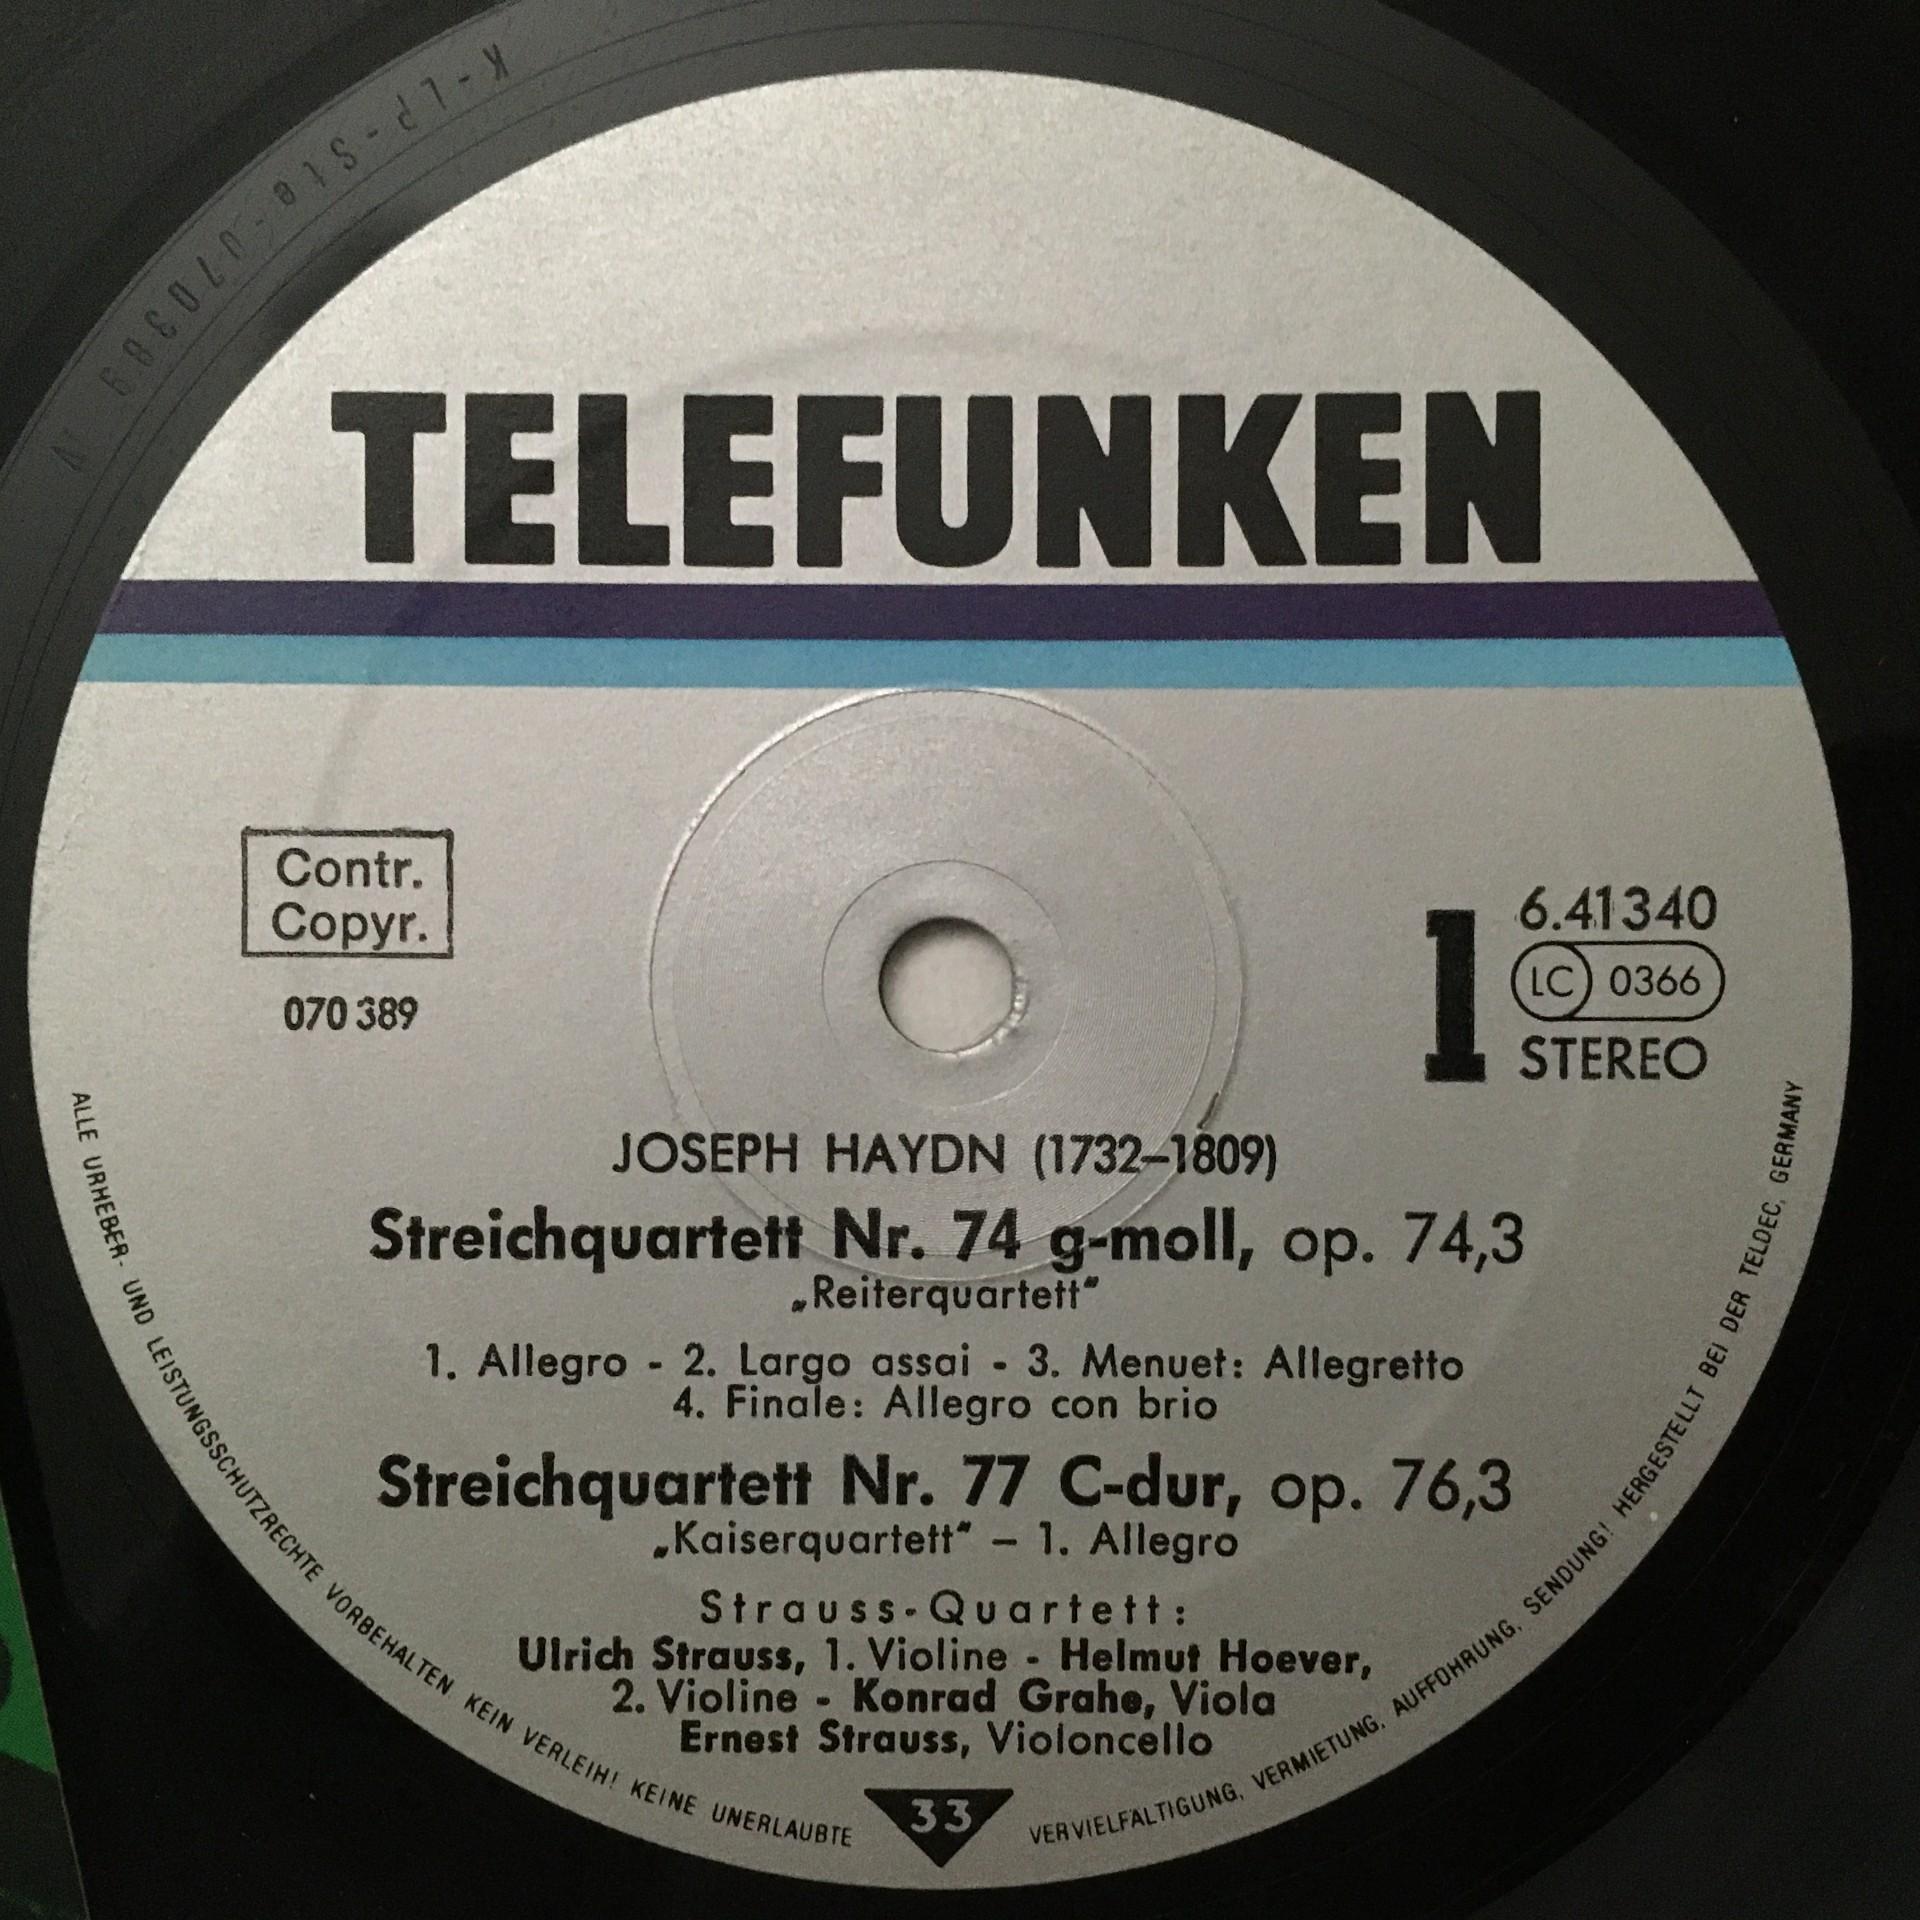 K-LP-Ste-U70389 N
TELEFUNKEN
Contr.
Copyr.
070 389
1
6.41340
LC 0366
STEREO
JOSEPH HAYDN (1732–1809)
Streichquartett Nr. 74 g-moll, op. 74,3
„Reiterquartett“
1. Allegro - 2. Largo assai - 3. Menuet: Allegretto
4. Finale: Allegro con brio
Streichquartett Nr. 77 C-dur, op. 76,3
„Kaiserquartett“ – 1. Allegro
Strauss-Quartett:
Ulrich Strauss, 1. Violine - Helmut Hoever,
2. Violine - Konrad Grahe, Viola
Ernest Strauss, Violoncello
33
ALLE URHEBER- UND LEISTUNGSSCHUTZRECHTE VORBEHALTEN KEIN VERLEIH! KEINE UNERLAUBTE VERVIELFÄLTIGUNG, VERMIETUNG, AUFFÜHRUNG, SENDUNG! HERGESTELLT BEI DER TELDEC, GERMANY